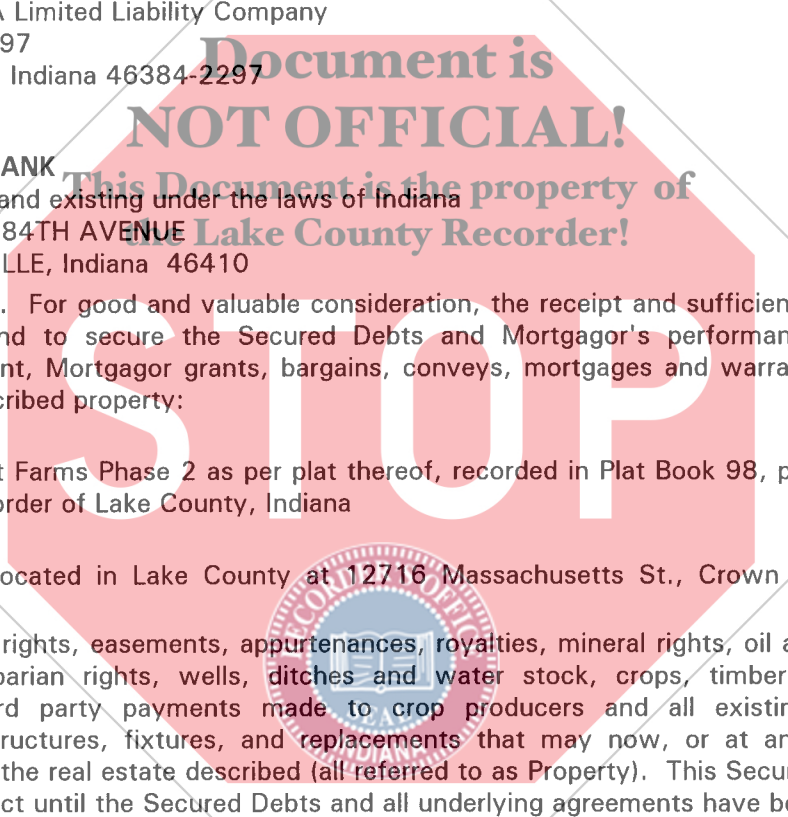 A Limited Liability Company
97
Indiana 46384-2297
Document is
NOT OFFICIAL!
This Document is the property of
the Lake County Recorder!
ANK
and existing under the laws of Indiana
84TH AVENUE
LLE, Indiana 46410
. For good and valuable consideration, the receipt and sufficien
nd to secure the Secured Debts and Mortgagor's performan
nt, Mortgagor grants, bargains, conveys, mortgages and warra
cribed property:
STOP
t Farms Phase 2 as per plat thereof, recorded in Plat Book 98, p
order of Lake County, Indiana
ocated in Lake County at 12716 Massachusetts St., Crown
RECORDER'S OFFICE
SEAL
INDIANA
rights, easements, appurtenances, royalties, mineral rights, oil a
parian rights, wells, ditches and water stock, crops, timber
rd party payments made to crop producers and all existin
ructures, fixtures, and replacements that may now, or at an
the real estate described (all referred to as Property). This Secur
ct until the Secured Debts and all underlying agreements have be